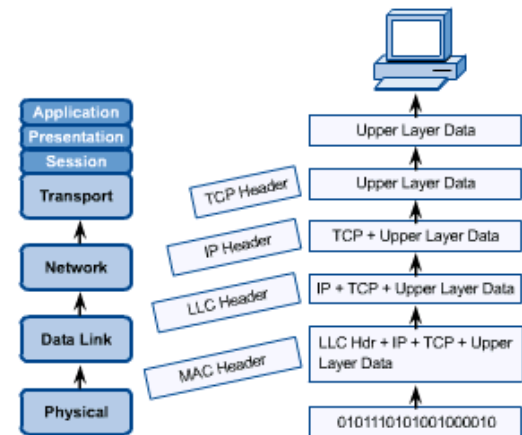 Application
Presentation
Session
Transport
Network
Data Link
Physical
TCP Header
IP Header
LLC Header
MAC Header
Upper Layer Data
Upper Layer Data
TCP + Upper Layer Data
IP + TCP + Upper Layer Data
LLC Hdr + IP + TCP + Upper
Layer Data
0101110101001000010